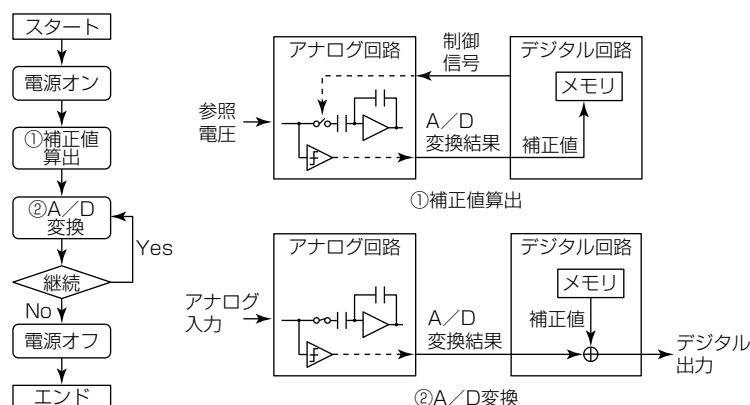 スタート
電源オン
①補正値
算出
②A／D
変換
Yes
継続
No
電源オフ
エンド
アナログ回路
制御
信号
デジタル回路
メモリ
参照
電圧
A／D
変換結果
補正値
①補正値算出
アナログ回路
デジタル回路
メモリ
アナログ
入力
A／D
変換結果
補正値
デジタル
出力
②A／D変換